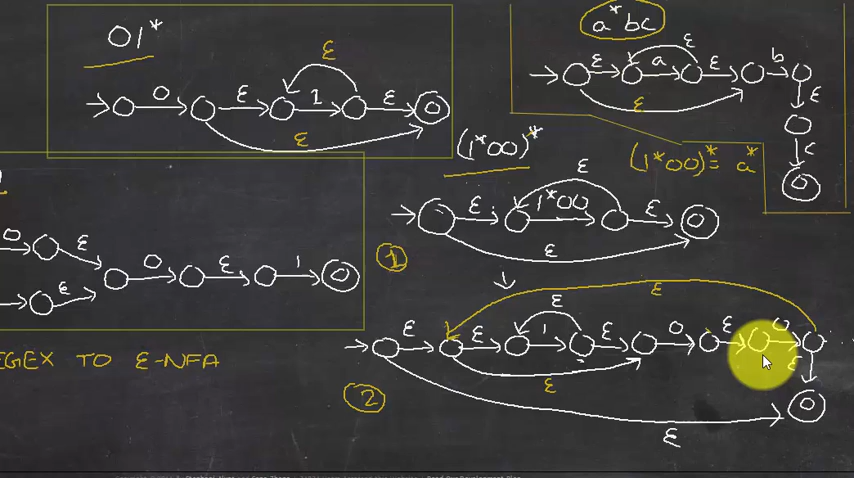 01*
a*bc
ε
0
ε
1
ε
ε
ε
ε
a
ε
b
ε
ε
c
(1*00)*
(1*00)* ≡ a*
ε
ε
1*00
ε
ε
0
ε
0
ε
1
ε
①
ε
ε
ε
ε
1
ε
0
ε
0
ε
EGEX TO ε-NFA
ε
②
ε